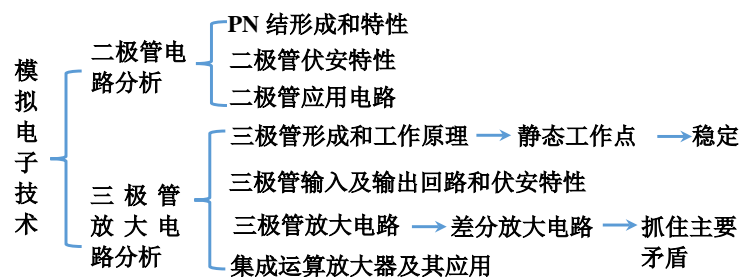 模拟电子技术
二极管电
路分析
PN 结形成和特性
二极管伏安特性
二极管应用电路
三 极 管
放 大 电
路分析
三极管形成和工作原理
静态工作点
稳定
三极管输入及输出回路和伏安特性
三极管放大电路
差分放大电路
抓住主要
矛盾
集成运算放大器及其应用